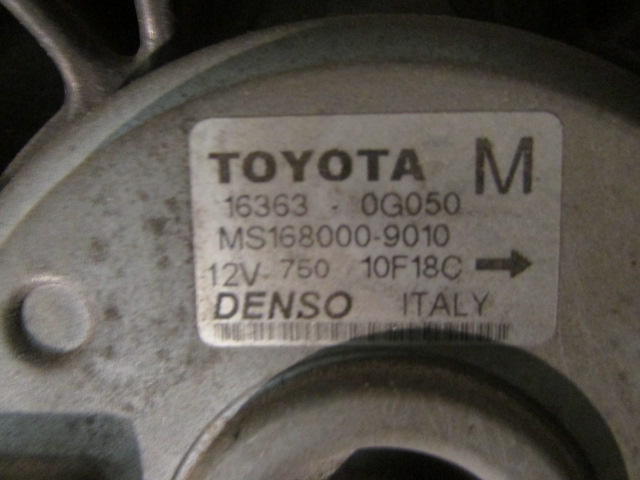 TOYOTA M
16363 - 0G050
MS168000-9010
12V- 750 10F18C →
DENSO ITALY